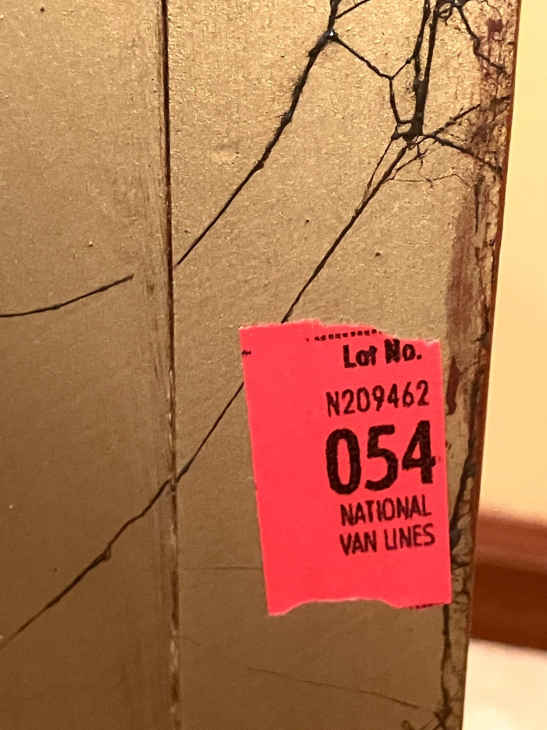 Lot No.
N209462
054
NATIONAL
VAN LINES